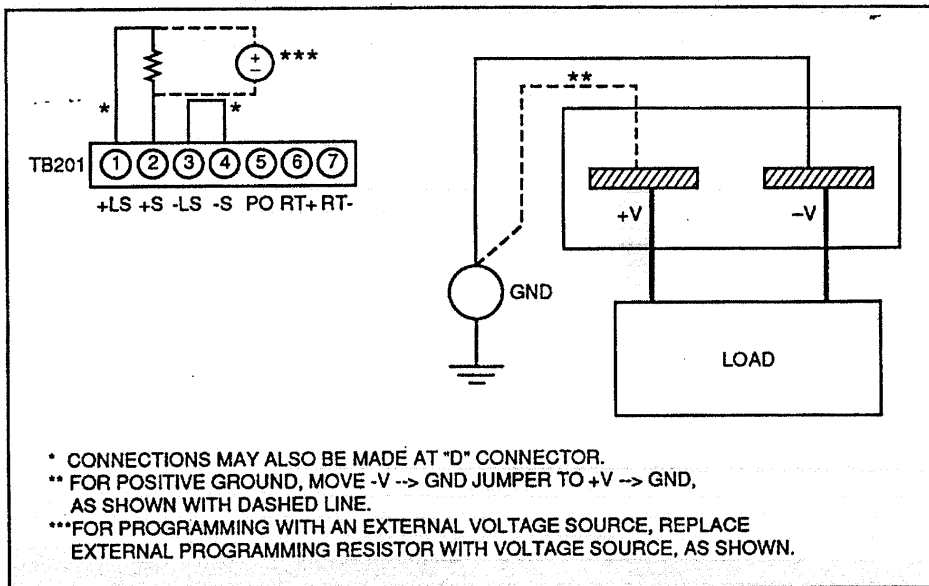 +
−
***
**
*
*
TB201 1 2 3 4 5 6 7
+LS +S -LS -S PO RT+ RT-
+V −V
GND
LOAD
* CONNECTIONS MAY ALSO BE MADE AT "D" CONNECTOR.
** FOR POSITIVE GROUND, MOVE -V --> GND JUMPER TO +V --> GND,
AS SHOWN WITH DASHED LINE.
***FOR PROGRAMMING WITH AN EXTERNAL VOLTAGE SOURCE, REPLACE
EXTERNAL PROGRAMMING RESISTOR WITH VOLTAGE SOURCE, AS SHOWN.